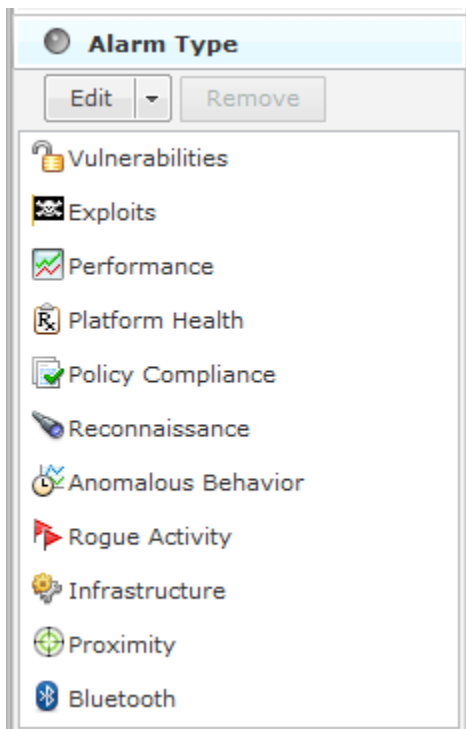 Alarm Type
Edit Remove
Vulnerabilities
Exploits
Performance
Platform Health
Policy Compliance
Reconnaissance
Anomalous Behavior
Rogue Activity
Infrastructure
Proximity
Bluetooth